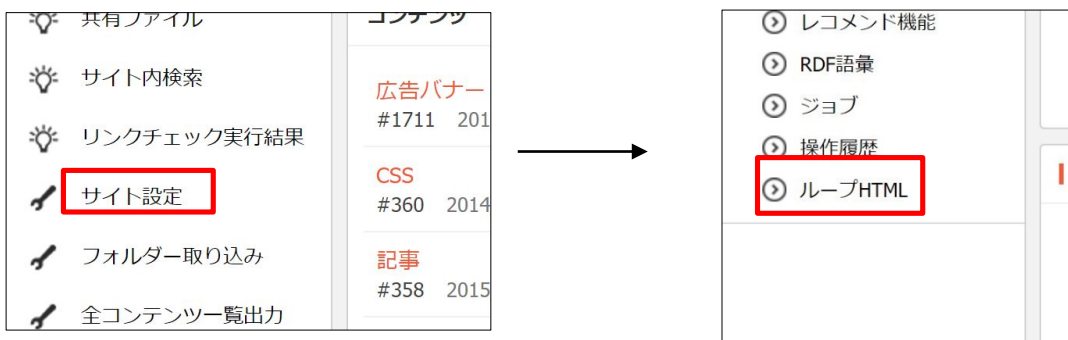 共有ファイル
サイト内検索
リンクチェック実行結果
サイト設定
フォルダー取り込み
全コンテンツ一覧出力
コンテンツ
広告バナー
#1711 201
CSS
#360 2014
記事
#358 2015
レコメンド機能
RDF語彙
ジョブ
操作履歴
ループHTML